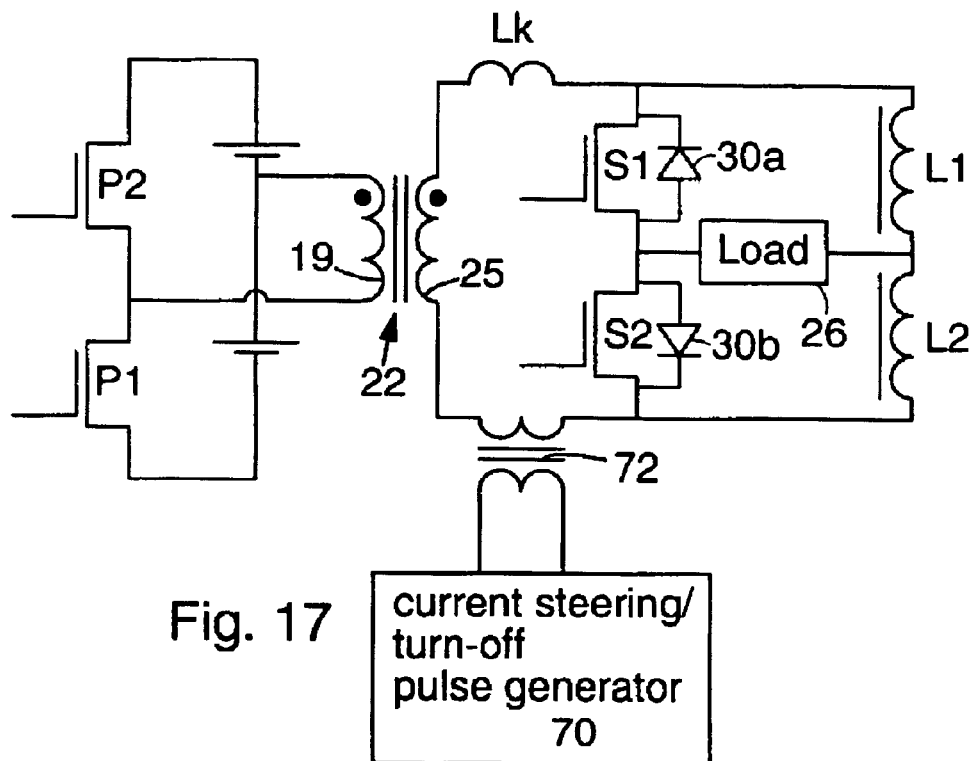 Lk
P2
S1
30a
L1
19
25
Load
26
P1
22
S2
30b
L2
72
Fig. 17
current steering/
turn-off
pulse generator
70